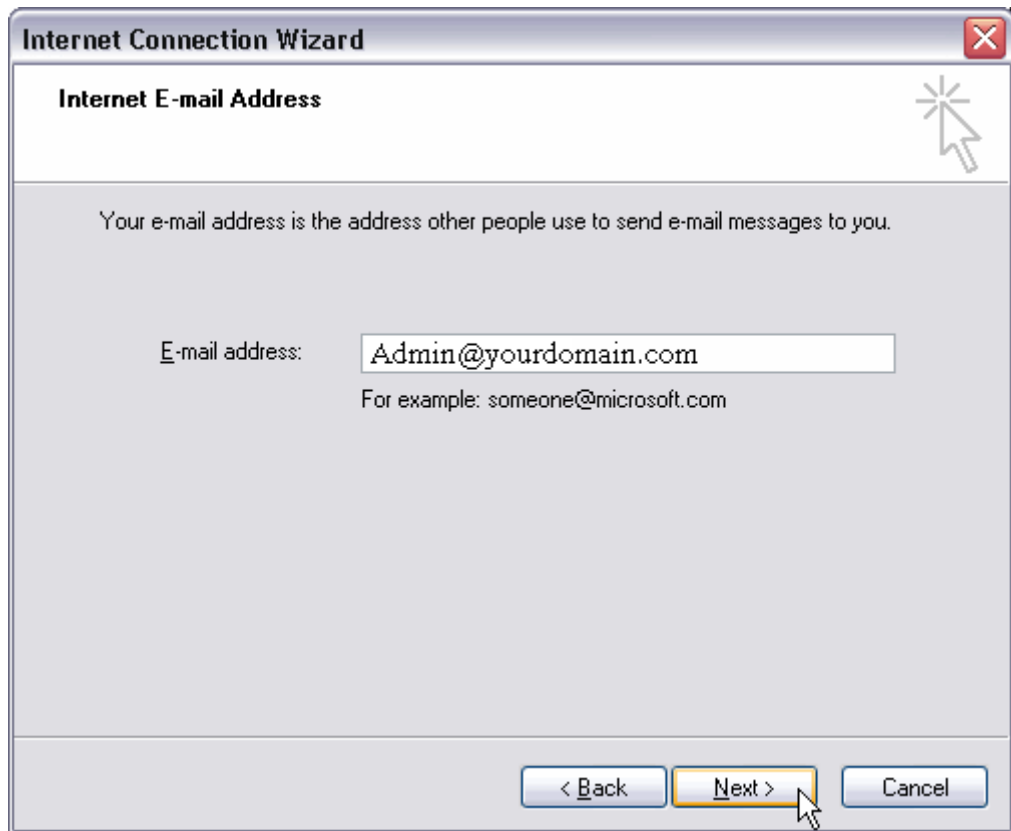 Internet Connection Wizard
Internet E-mail Address
Your e-mail address is the address other people use to send e-mail messages to you.
E-mail address: Admin@yourdomain.com
For example: someone@microsoft.com
< Back Next > Cancel